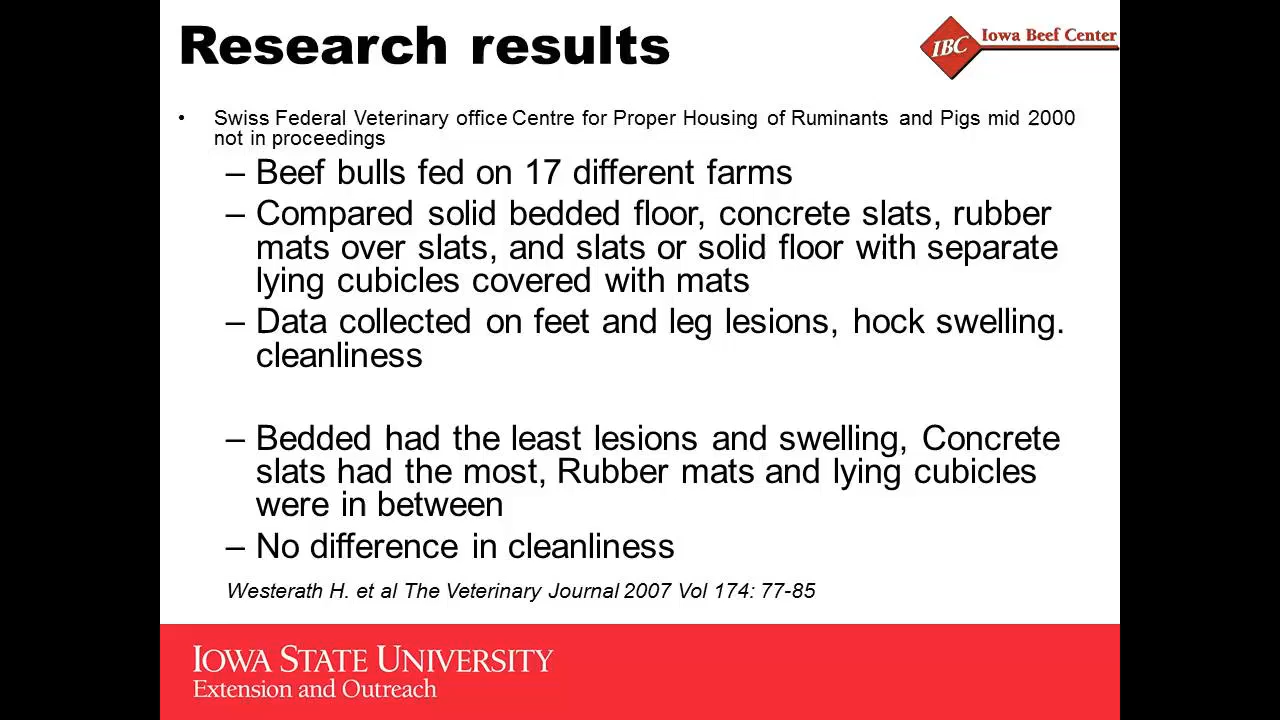 Research results
IBC
Iowa Beef Center
• Swiss Federal Veterinary office Centre for Proper Housing of Ruminants and Pigs mid 2000
not in proceedings
– Beef bulls fed on 17 different farms
– Compared solid bedded floor, concrete slats, rubber
mats over slats, and slats or solid floor with separate
lying cubicles covered with mats
– Data collected on feet and leg lesions, hock swelling.
cleanliness
– Bedded had the least lesions and swelling, Concrete
slats had the most, Rubber mats and lying cubicles
were in between
– No difference in cleanliness
Westerath H. et al The Veterinary Journal 2007 Vol 174: 77-85
IOWA STATE UNIVERSITY
Extension and Outreach